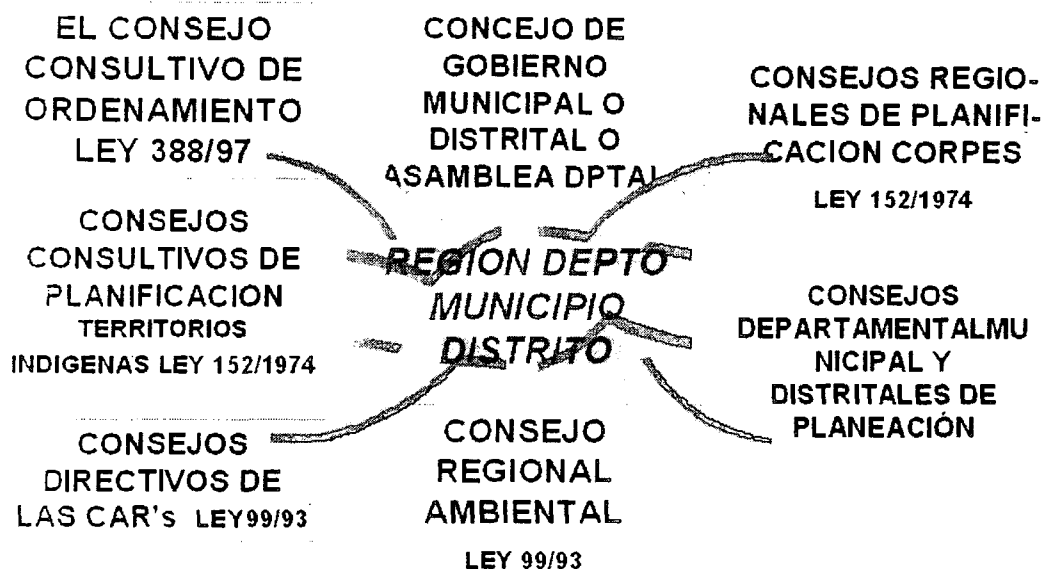 EL CONSEJO
CONSULTIVO DE
ORDENAMIENTO
LEY 388/97
CONCEJO DE
GOBIERNO
MUNICIPAL O
DISTRITAL O
ASAMBLEA DPTAL
CONSEJOS REGIO-
NALES DE PLANIFI-
CACION CORPES
LEY 152/1974
CONSEJOS
CONSULTIVOS DE
PLANIFICACION
TERRITORIOS
INDIGENAS LEY 152/1974
REGION DEPTO
MUNICIPIO
DISTRITO
CONSEJOS
DEPARTAMENTALMU
NICIPAL Y
DISTRITALES DE
PLANEACIÓN
CONSEJOS
DIRECTIVOS DE
LAS CAR's LEY99/93
CONSEJO
REGIONAL
AMBIENTAL
LEY 99/93